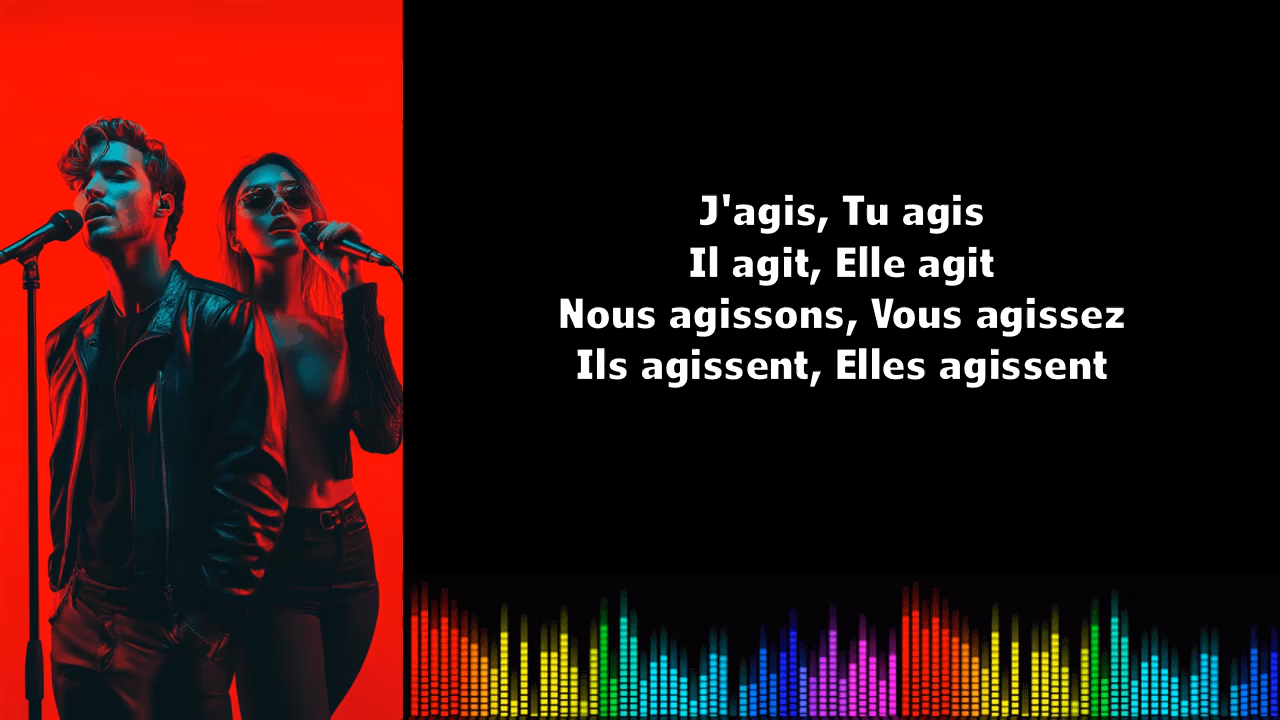 J'agis, Tu agis
Il agit, Elle agit
Nous agissons, Vous agissez
Ils agissent, Elles agissent